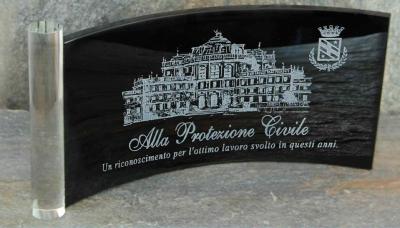 Alla Protezione Civile
Un riconoscimento per l'ottimo lavoro svolto in questi anni.